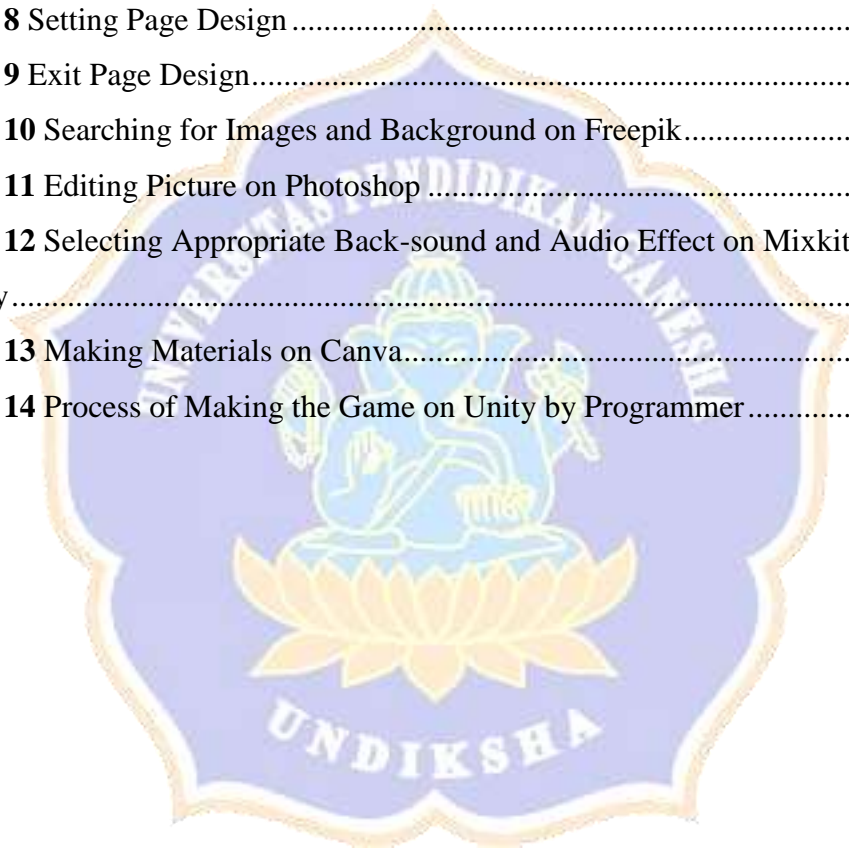 8 Setting Page Design ..........................................................................
9 Exit Page Design................................................................................
10 Searching for Images and Background on Freepik......................
11 Editing Picture on Photoshop ........................................................
12 Selecting Appropriate Back-sound and Audio Effect on Mixkit
y....................................................................................................................
13 Making Materials on Canva............................................................
14 Process of Making the Game on Unity by Programmer..............
UNIVERSITAS PENDIDIKAN GANESHA
UNDIKSHA